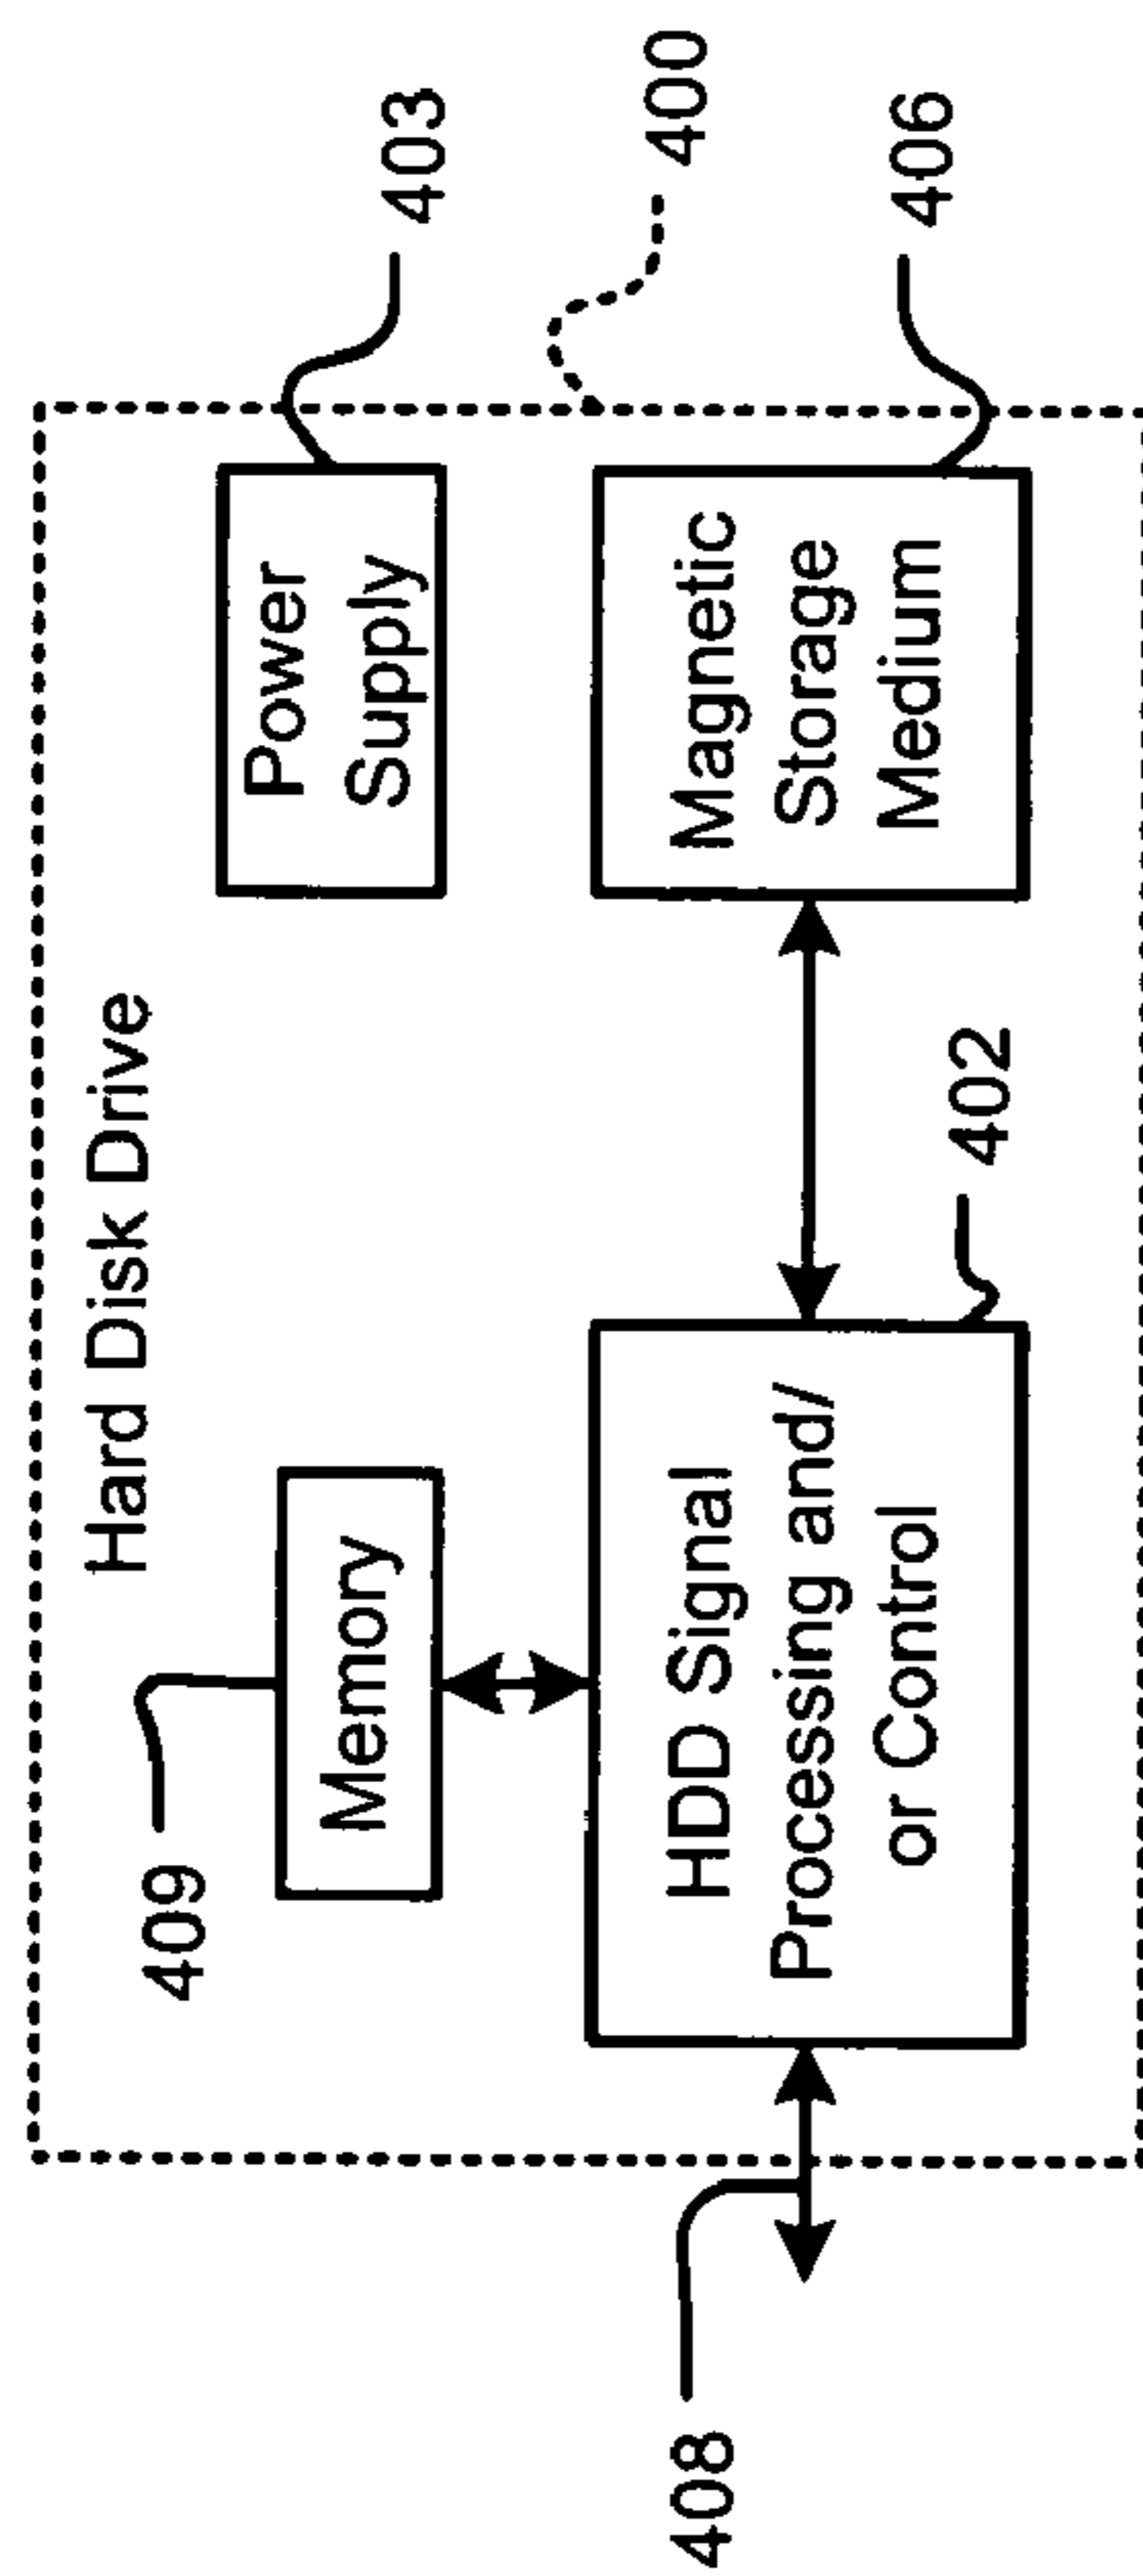 Hard Disk Drive
409
Memory
Power
Supply
403
400
HDD Signal
Processing and/
or Control
Magnetic
Storage
Medium
406
402
408